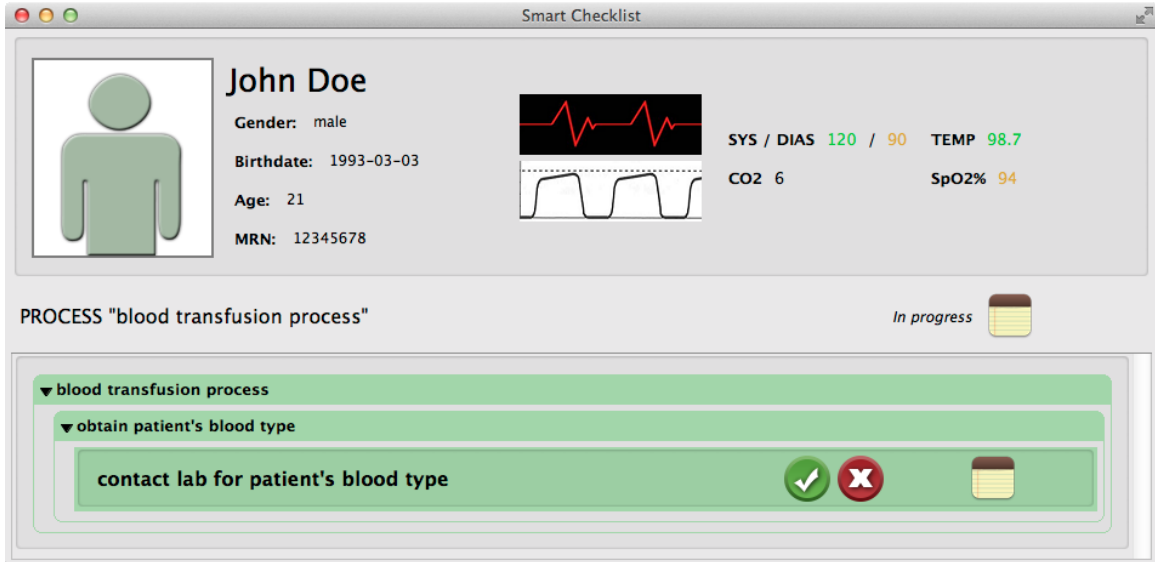 Smart Checklist
John Doe
Gender: male
Birthdate: 1993-03-03
Age: 21
MRN: 12345678
SYS / DIAS 120 / 90 TEMP 98.7
CO2 6 SpO2% 94
PROCESS "blood transfusion process" In progress
blood transfusion process
obtain patient's blood type
contact lab for patient's blood type